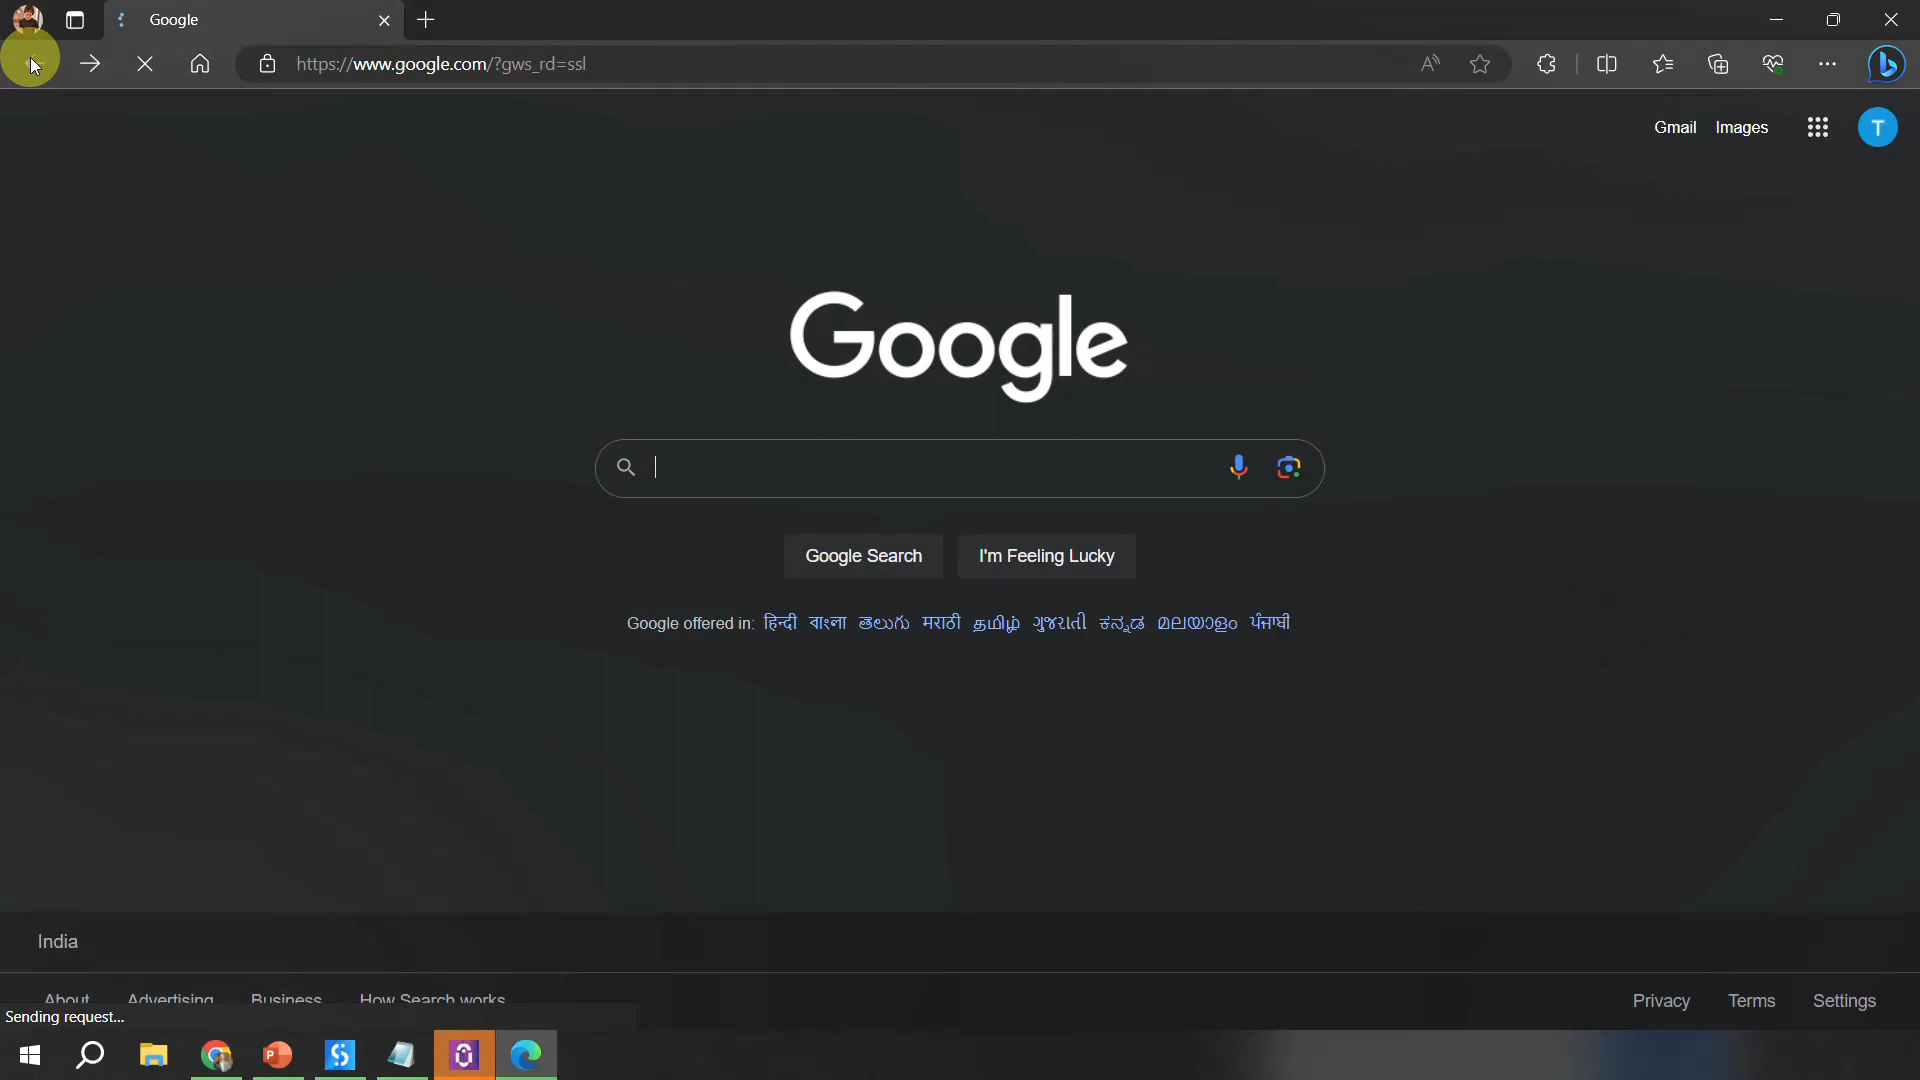 Google
https://www.google.com/?gws_rd=ssl
Gmail Images
T
Google
Google Search I'm Feeling Lucky
Google offered in: हिन्दी বাংলা తెలుగు मराठी தமிழ் ગુજરાતી ಕನ್ನಡ മലയാളം ਪੰਜਾਬੀ
India
About Advertising Business How Search works Privacy Terms Settings
Sending request...